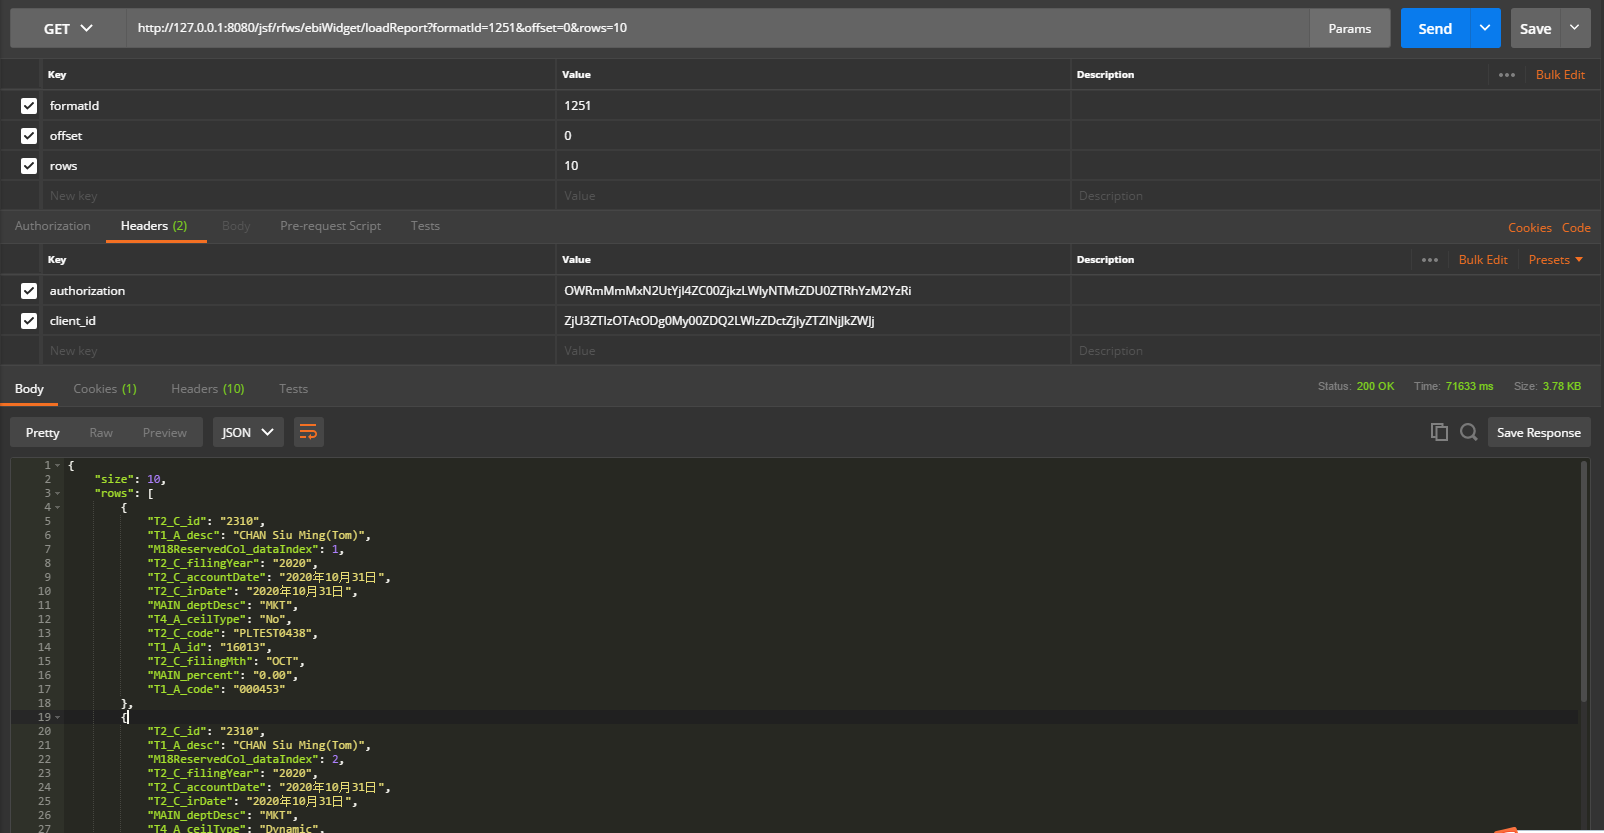 GET http://127.0.0.1:8080/jsf/rfws/ebiWidget/loadReport?formatId=1251&offset=0&rows=10 Params Send Save
Key Value Description ••• Bulk Edit
formatId 1251
offset 0
rows 10
New key Value Description
Authorization Headers (2) Body Pre-request Script Tests Cookies Code
Key Value Description ••• Bulk Edit Presets
authorization
client_id
New key Value Description
Body Cookies (1) Headers (10) Tests Status: 200 OK Time: 71633 ms Size: 3.78 KB
Pretty Raw Preview JSON Save Response
1 {
2 "size": 10,
3 "rows": [
4 {
5 "T2_C_id": "2310",
6 "T1_A_desc": "CHAN Siu Ming(Tom)",
7 "M18ReservedCol_dataIndex": 1,
8 "T2_C_filingYear": "2020",
9 "T2_C_accountDate": "2020年10月31日",
10 "T2_C_irDate": "2020年10月31日",
11 "MAIN_deptDesc": "MKT",
12 "T4_A_ceilType": "No",
13 "T2_C_code": "PLTEST0438",
14 "T1_A_id": "16013",
15 "T2_C_filingMth": "OCT",
16 "MAIN_percent": "0.00",
17 "T1_A_code": "000453"
18 },
19 {
20 "T2_C_id": "2310",
21 "T1_A_desc": "CHAN Siu Ming(Tom)",
22 "M18ReservedCol_dataIndex": 2,
23 "T2_C_filingYear": "2020",
24 "T2_C_accountDate": "2020年10月31日",
25 "T2_C_irDate": "2020年10月31日",
26 "MAIN_deptDesc": "MKT",
27 "T4_A_ceilType": "Dynamic",